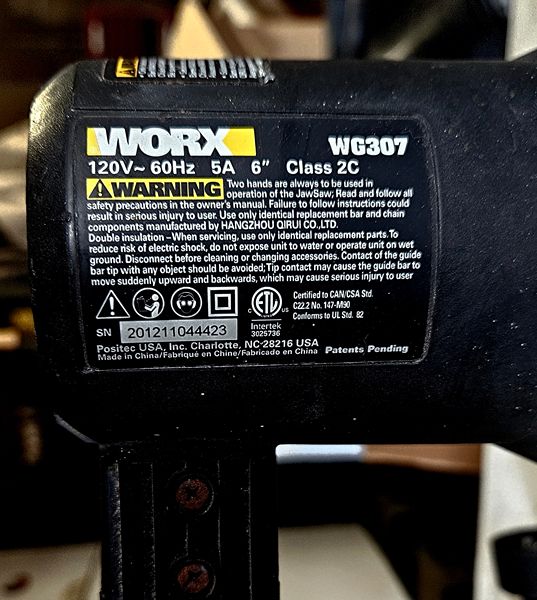 WORX WG307
120V~ 60Hz 5A 6” Class 2C
WARNING Two hands are always to be used in
operation of the JawSaw; Read and follow all
safety precautions in the owner's manual. Failure to follow instructions could
result in serious injury to user. Use only identical replacement bar and chain
components manufactured by HANGZHOU QIRUI CO.,LTD.
Double insulation–When servicing, use only identical replacement parts. To
reduce risk of electric shock, do not expose unit to water or operate unit on wet
ground. Disconnect before cleaning or changing accessories. Contact of the guide
bar tip with any object should be avoided; Tip contact may cause the guide bar to
move suddenly upward and backwards, which may cause serious injury to user
C ETL US
Intertek
3025736
Certified to CAN/CSA Std.
C22.2 No. 147-M90
Conforms to UL Std. 82
SN 201211044423
Positec USA, Inc. Charlotte, NC 28216 USA
Made in China/Fabriqué en Chine/Fabricado en China Patents Pending